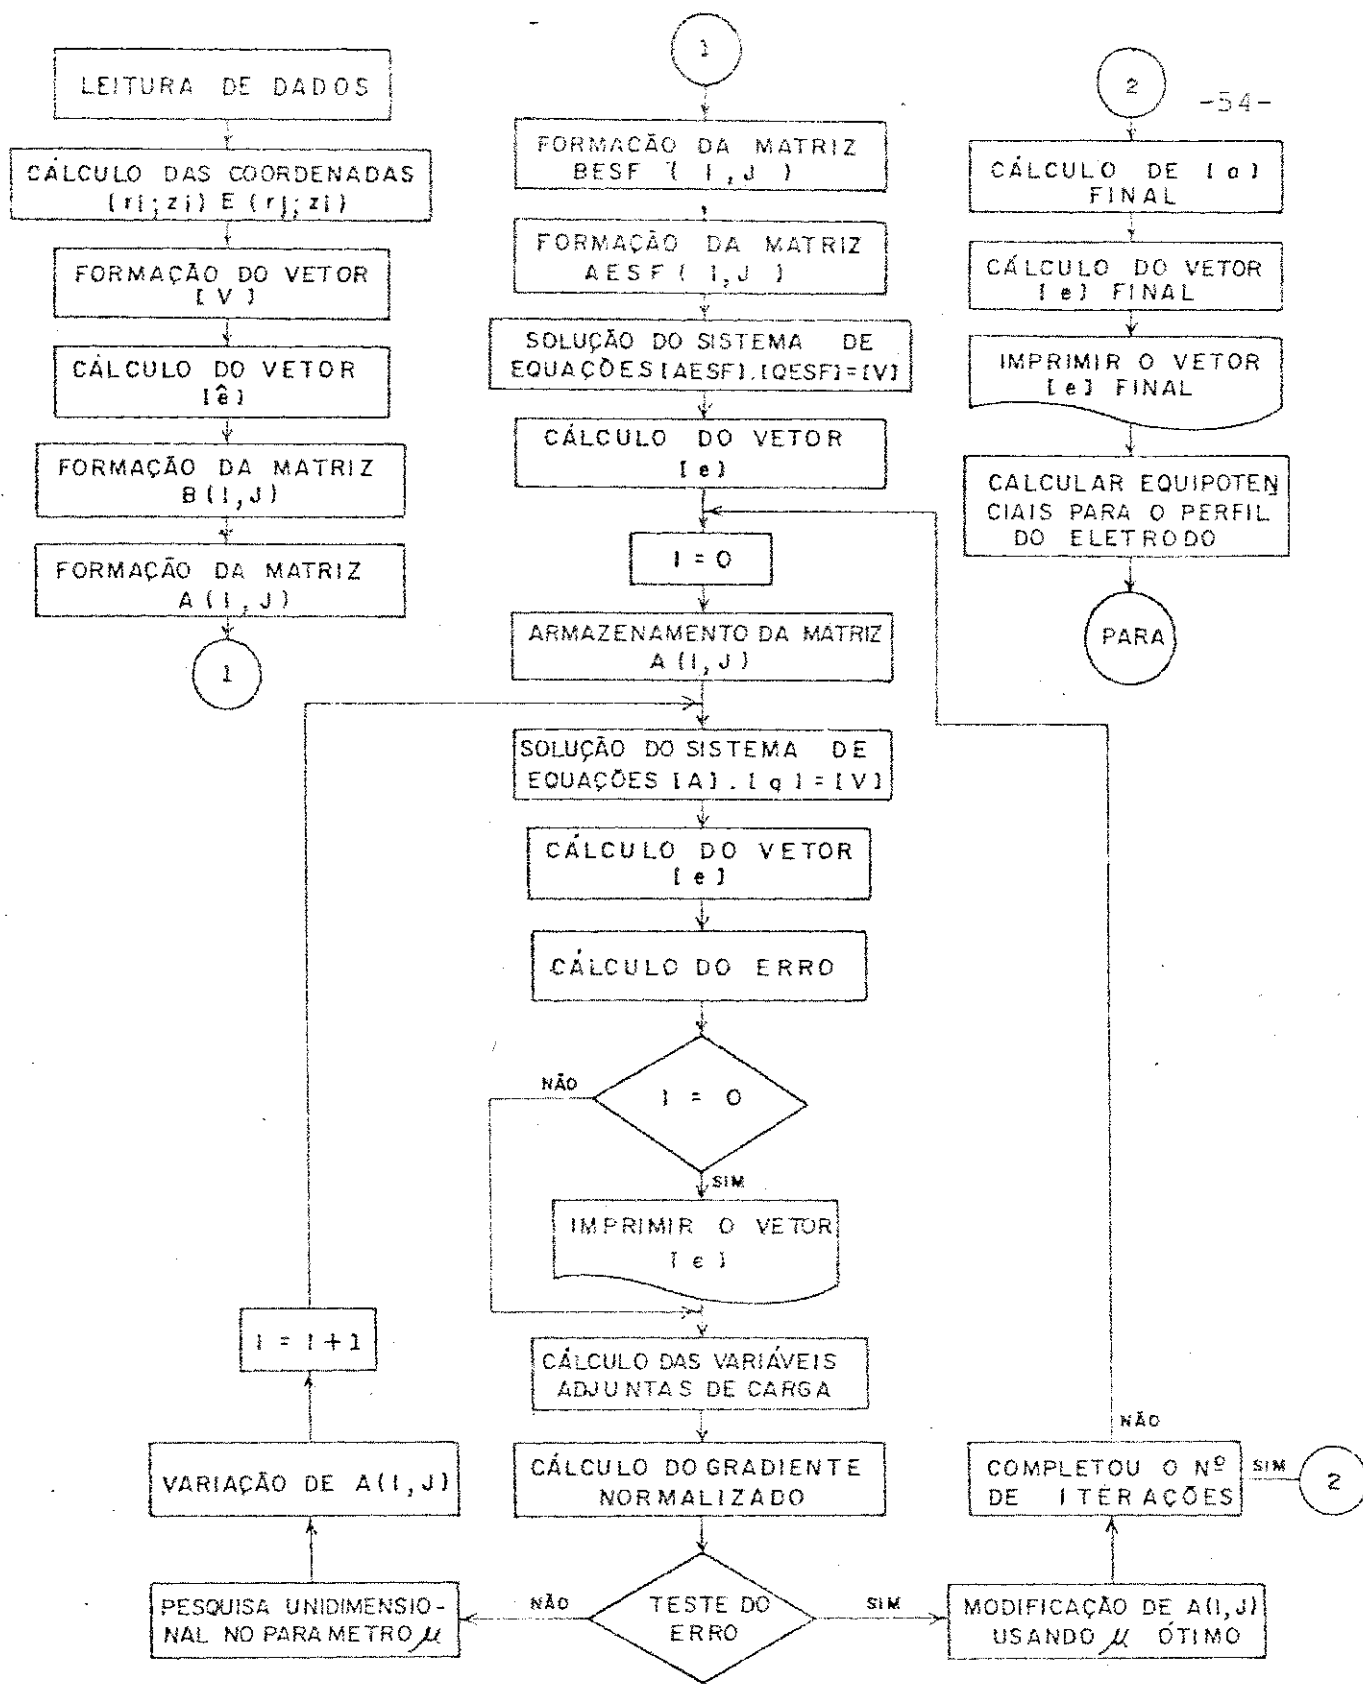 -54-
LEITURA DE DADOS
CÁLCULO DAS COORDENADAS
(ri; zi) E (rj; zj)
FORMAÇÃO DO VETOR
[V]
CÁLCULO DO VETOR
[ê]
FORMAÇÃO DA MATRIZ
B(I,J)
FORMAÇÃO DA MATRIZ
A(I,J)
1
1
FORMACÃO DA MATRIZ
BESF (I,J)
FORMAÇÃO DA MATRIZ
AESF(I,J)
SOLUÇÃO DO SISTEMA DE
EQUAÇÕES[AESF].[QESF]=[V]
CÁLCULO DO VETOR
[e]
I = 0
ARMAZENAMENTO DA MATRIZ
A(I,J)
SOLUÇÃO DO SISTEMA DE
EQUAÇÕES [A].[q]=[V]
CÁLCULO DO VETOR
[e]
CÁLCULO DO ERRO
I = 0
NÃO
SIM
IMPRIMIR O VETOR
[e]
CÁLCULO DAS VARIÁVEIS
ADJUNTAS DE CARGA
CÁLCULO DO GRADIENTE
NORMALIZADO
TESTE DO
ERRO
NÃO
SIM
PESQUISA UNIDIMENSIO-
NAL NO PARAMETRO μ
VARIAÇÃO DE A(I,J)
I = I + 1
MODIFICAÇÃO DE A(I,J)
USANDO μ ÓTIMO
COMPLETOU O Nº
DE ITERAÇÕES
NÃO
SIM
2
2
CÁLCULO DE [q]
FINAL
CÁLCULO DO VETOR
[e] FINAL
IMPRIMIR O VETOR
[e] FINAL
CALCULAR EQUIPOTEN
CIAIS PARA O PERFIL
DO ELETRODO
PARA